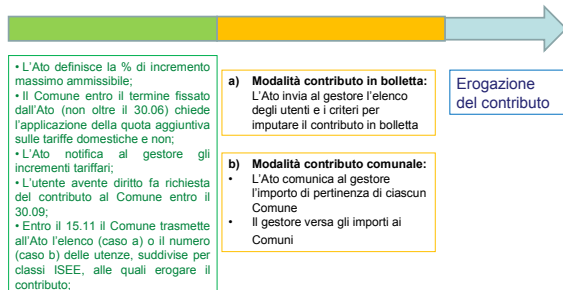 • L'Ato definisce la % di incremento
massimo ammissibile;
• Il Comune entro il termine fissato
dall'Ato (non oltre il 30.06) chiede
l'applicazione della quota aggiuntiva
sulle tariffe domestiche e non;
• L'Ato notifica al gestore gli
incrementi tariffari;
• L'utente avente diritto fa richiesta
del contributo al Comune entro il
30.09;
• Entro il 15.11 il Comune trasmette
all'Ato l'elenco (caso a) o il numero
(caso b) delle utenze, suddivise per
classi ISEE, alle quali erogare il
contributo;
a) Modalità contributo in bolletta:
L'Ato invia al gestore l'elenco
degli utenti e i criteri per
imputare il contributo in bolletta
b) Modalità contributo comunale:
• L'Ato comunica al gestore
l'importo di pertinenza di ciascun
Comune
• Il gestore versa gli importi ai
Comuni
Erogazione
del contributo